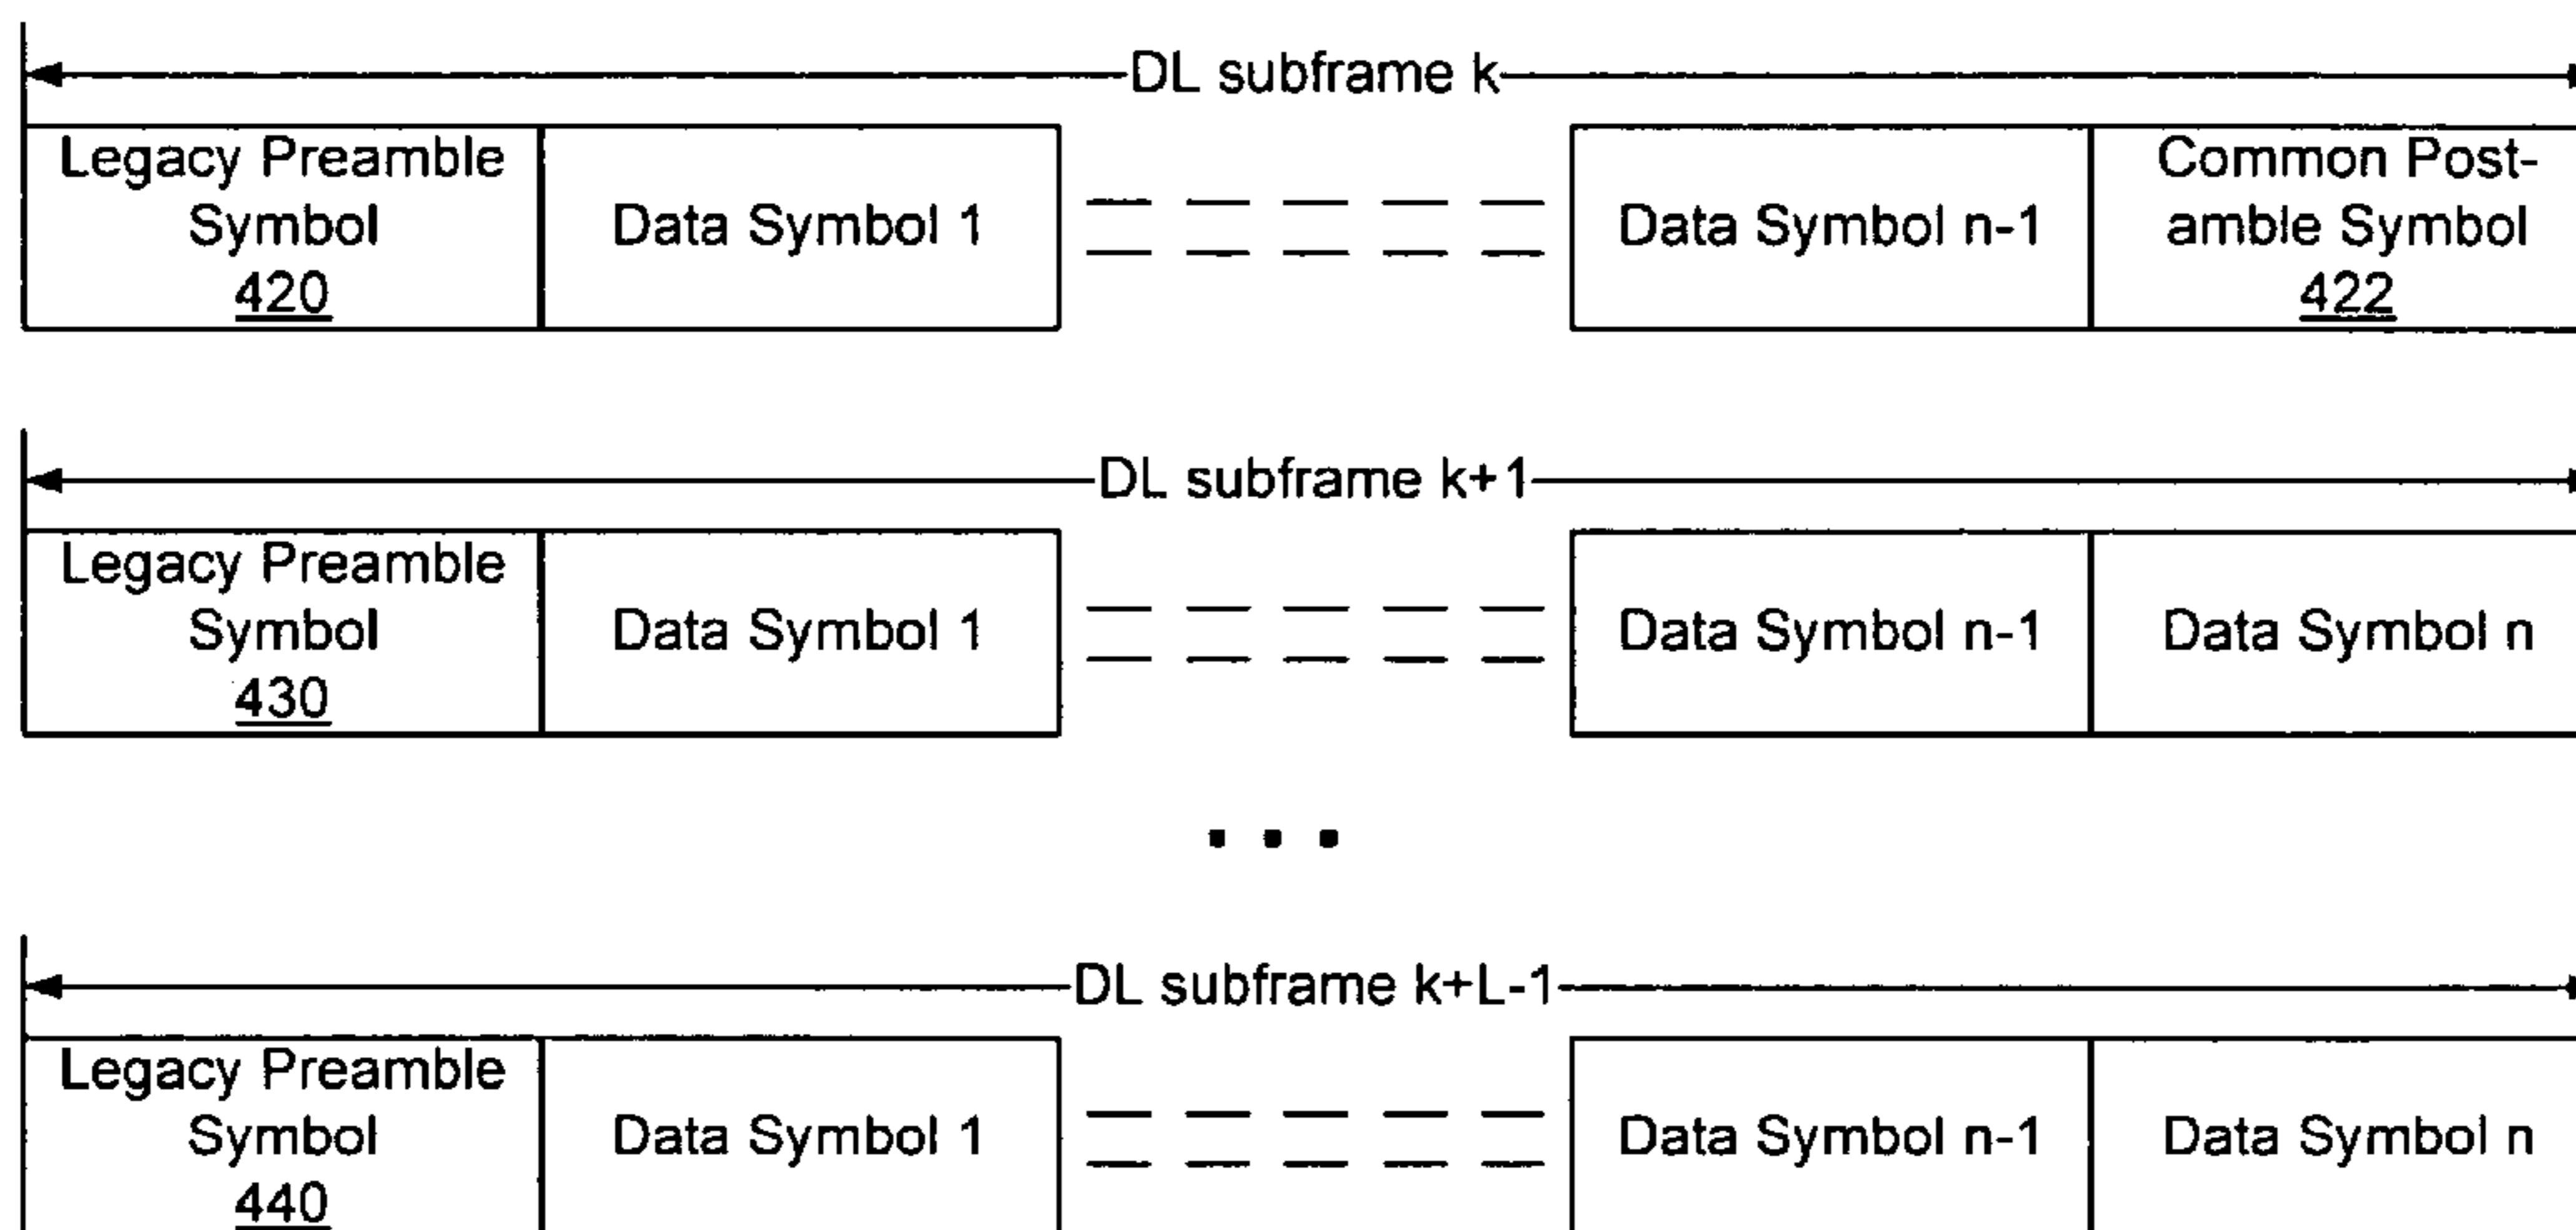 DL subframe k
Legacy Preamble
Symbol
420
Data Symbol 1
Data Symbol n-1
Common Post-
amble Symbol
422
DL subframe k+1
Legacy Preamble
Symbol
430
Data Symbol 1
Data Symbol n-1
Data Symbol n
DL subframe k+L-1
Legacy Preamble
Symbol
440
Data Symbol 1
Data Symbol n-1
Data Symbol n